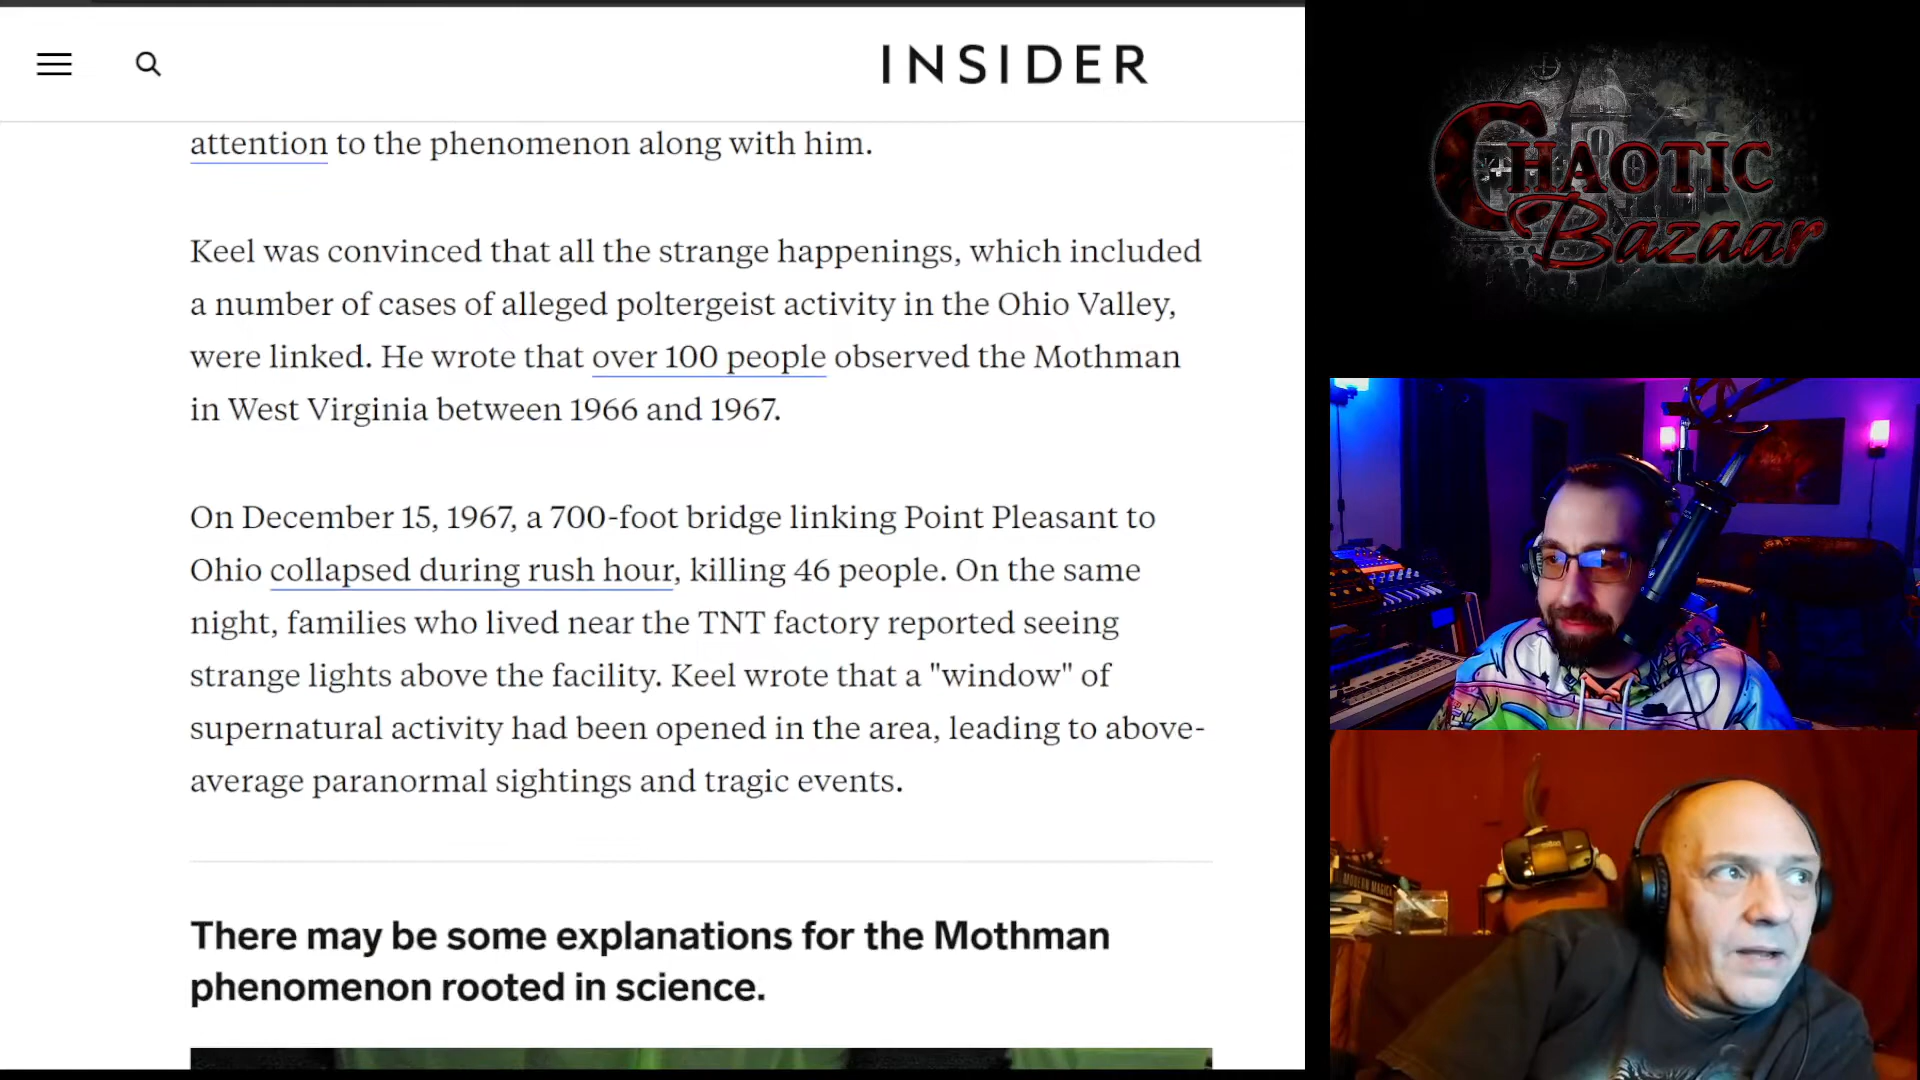 INSIDER
attention to the phenomenon along with him.
Keel was convinced that all the strange happenings, which included
a number of cases of alleged poltergeist activity in the Ohio Valley,
were linked. He wrote that over 100 people observed the Mothman
in West Virginia between 1966 and 1967.
On December 15, 1967, a 700-foot bridge linking Point Pleasant to
Ohio collapsed during rush hour, killing 46 people. On the same
night, families who lived near the TNT factory reported seeing
strange lights above the facility. Keel wrote that a "window" of
supernatural activity had been opened in the area, leading to above-
average paranormal sightings and tragic events.
There may be some explanations for the Mothman
phenomenon rooted in science.
CHAOTIC
Bazaar
MODERN MAGICK